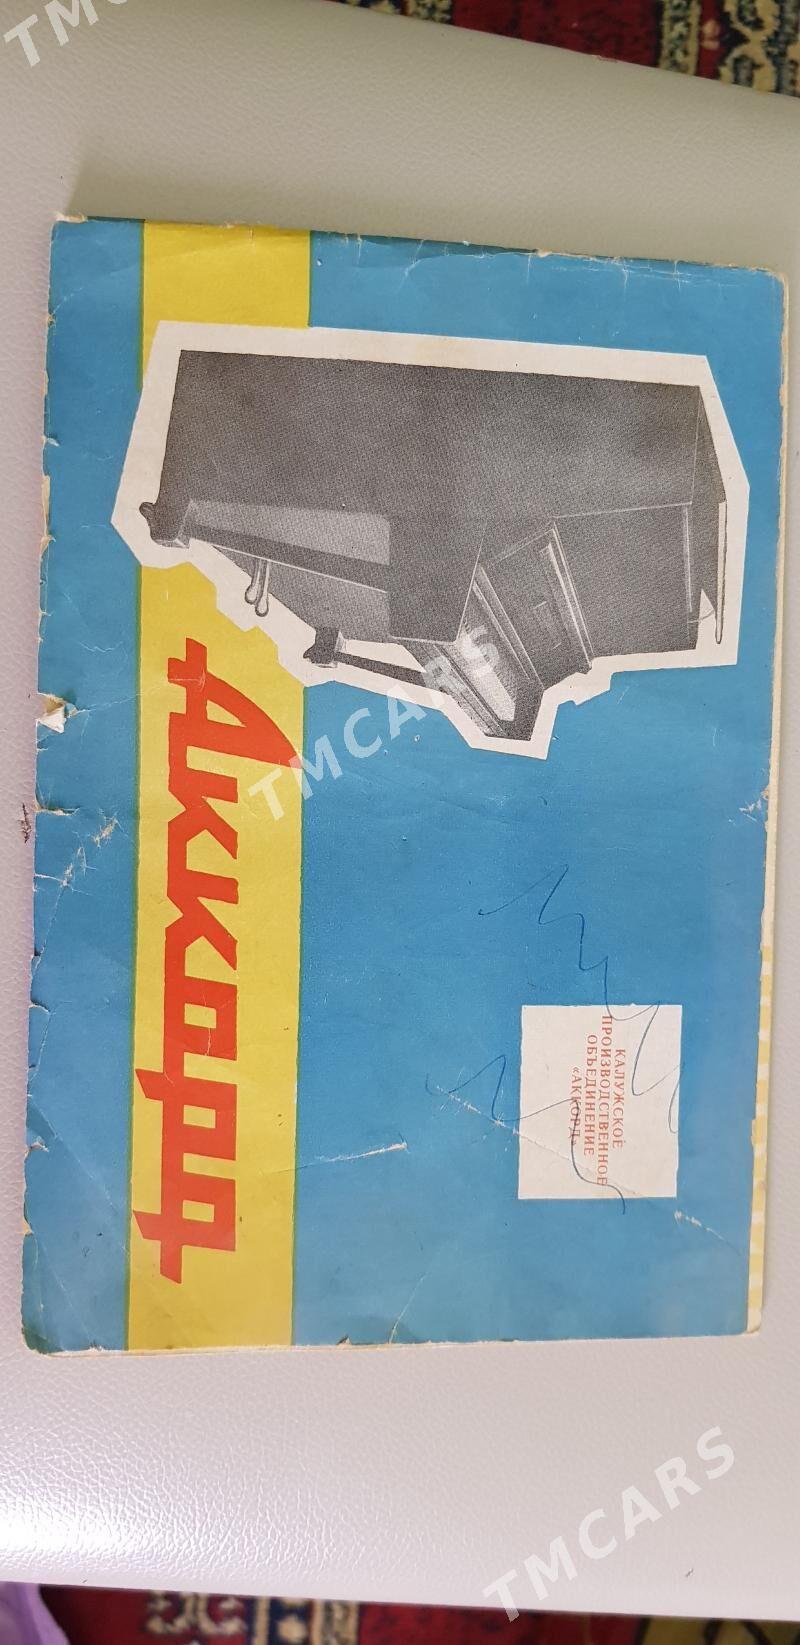 КАЛУЖСКОЕ
ПРОИЗВОДСТВЕННОЕ
ОБЪЕДИНЕНИЕ
«АККОРД»
Аккорд
TMCARS
TMCARS
TMCARS